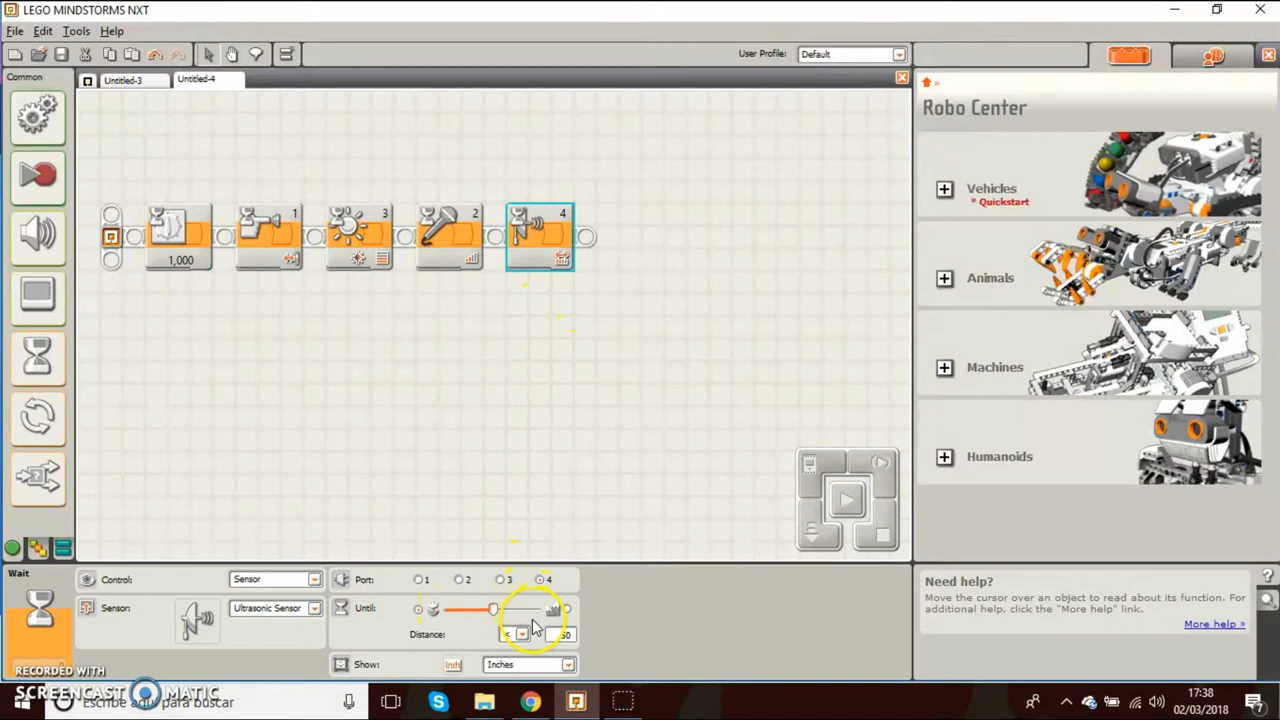 LEGO MINDSTORMS NXT
File Edit Tools Help
User Profile: Default
Common
Untitled-3 Untitled-4
Robo Center
Vehicles
* Quickstart
Animals
Machines
Humanoids
1 3 2 4
1,000
Wait
Control: Sensor
Port: 1 2 3 4
Sensor: Ultrasonic Sensor
Until:
Distance: < 50
Show: Inch Inches
Need help?
Move the cursor over an object to read about its function. For
additional help, click the "More help" link.
More help »
RECORDED WITH
SCREENCAST MATIC
Escribe aquí para buscar
17:38
02/03/2018
7